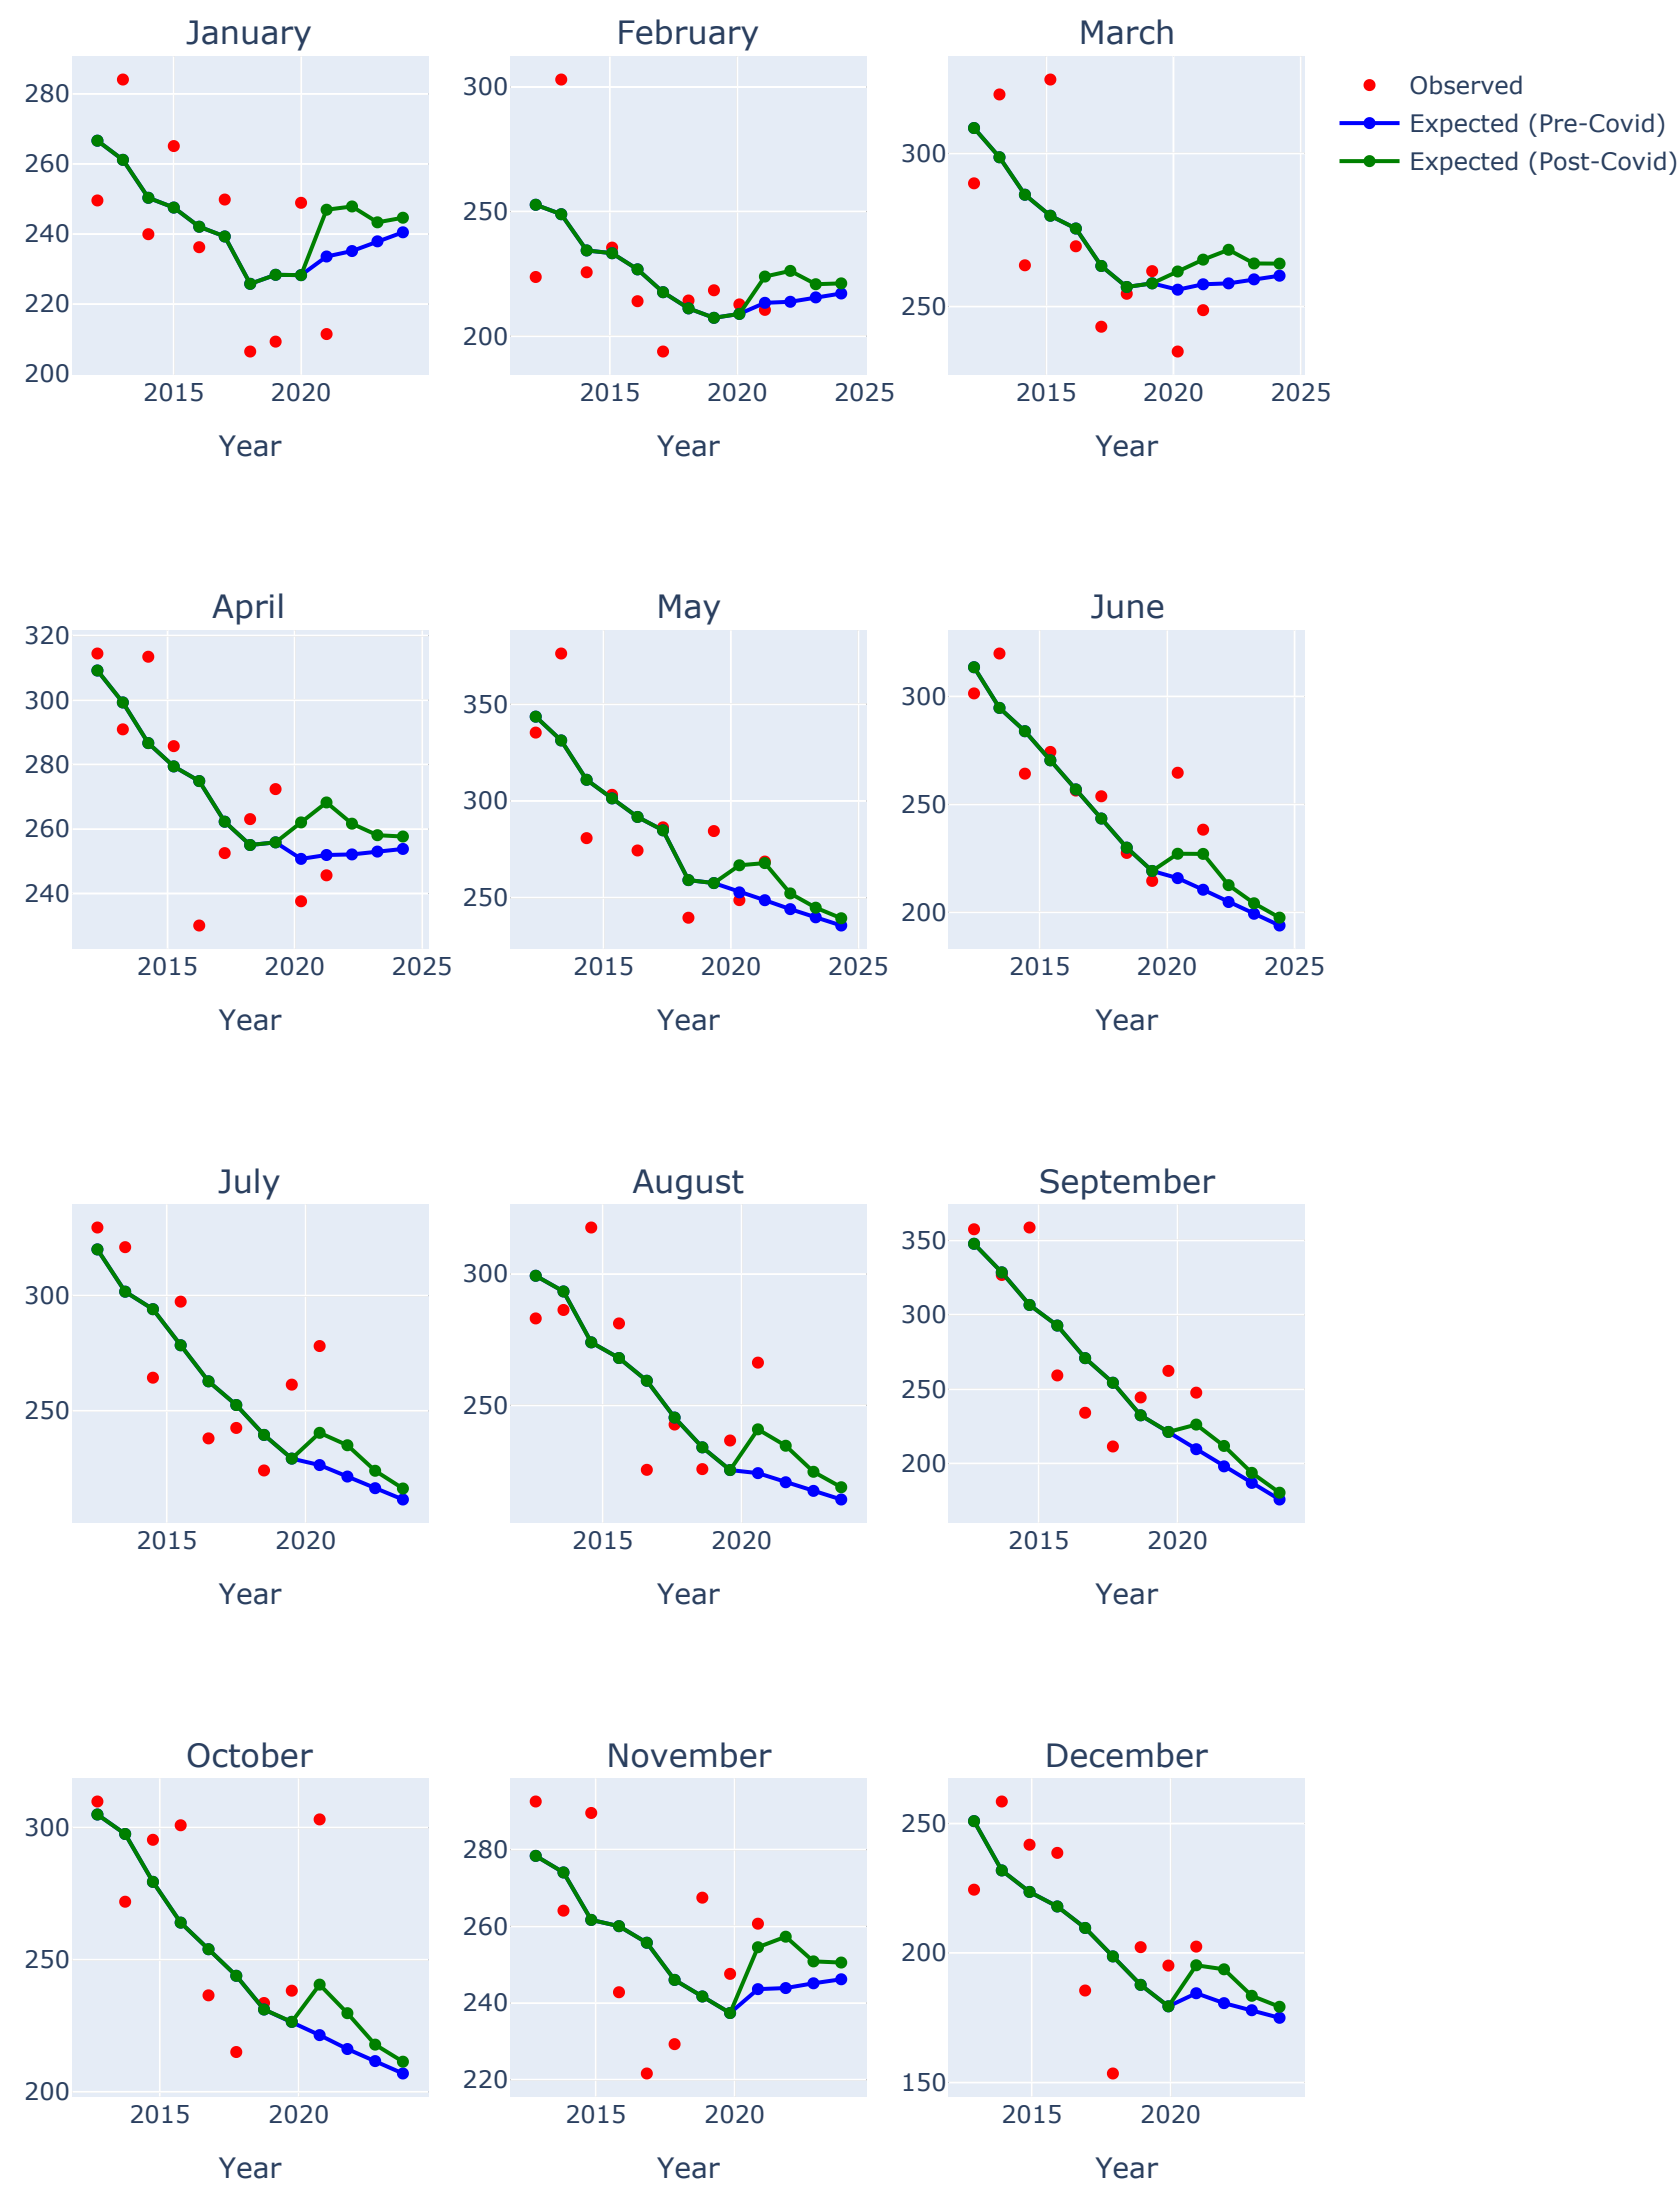 January
February
March
280
260
240
220
200
2015
2020
Year
300
250
200
2015
2020
2025
Year
300
250
2015
2020
2025
Year
Observed
Expected (Pre-Covid)
Expected (Post-Covid)
April
May
June
320
300
280
260
240
2015
2020
2025
Year
350
300
250
2015
2020
2025
Year
300
250
200
2015
2020
2025
Year
July
August
September
300
250
2015
2020
Year
300
250
2015
2020
Year
350
300
250
200
2015
2020
Year
October
November
December
300
250
200
2015
2020
Year
280
260
240
220
2015
2020
Year
250
200
150
2015
2020
Year